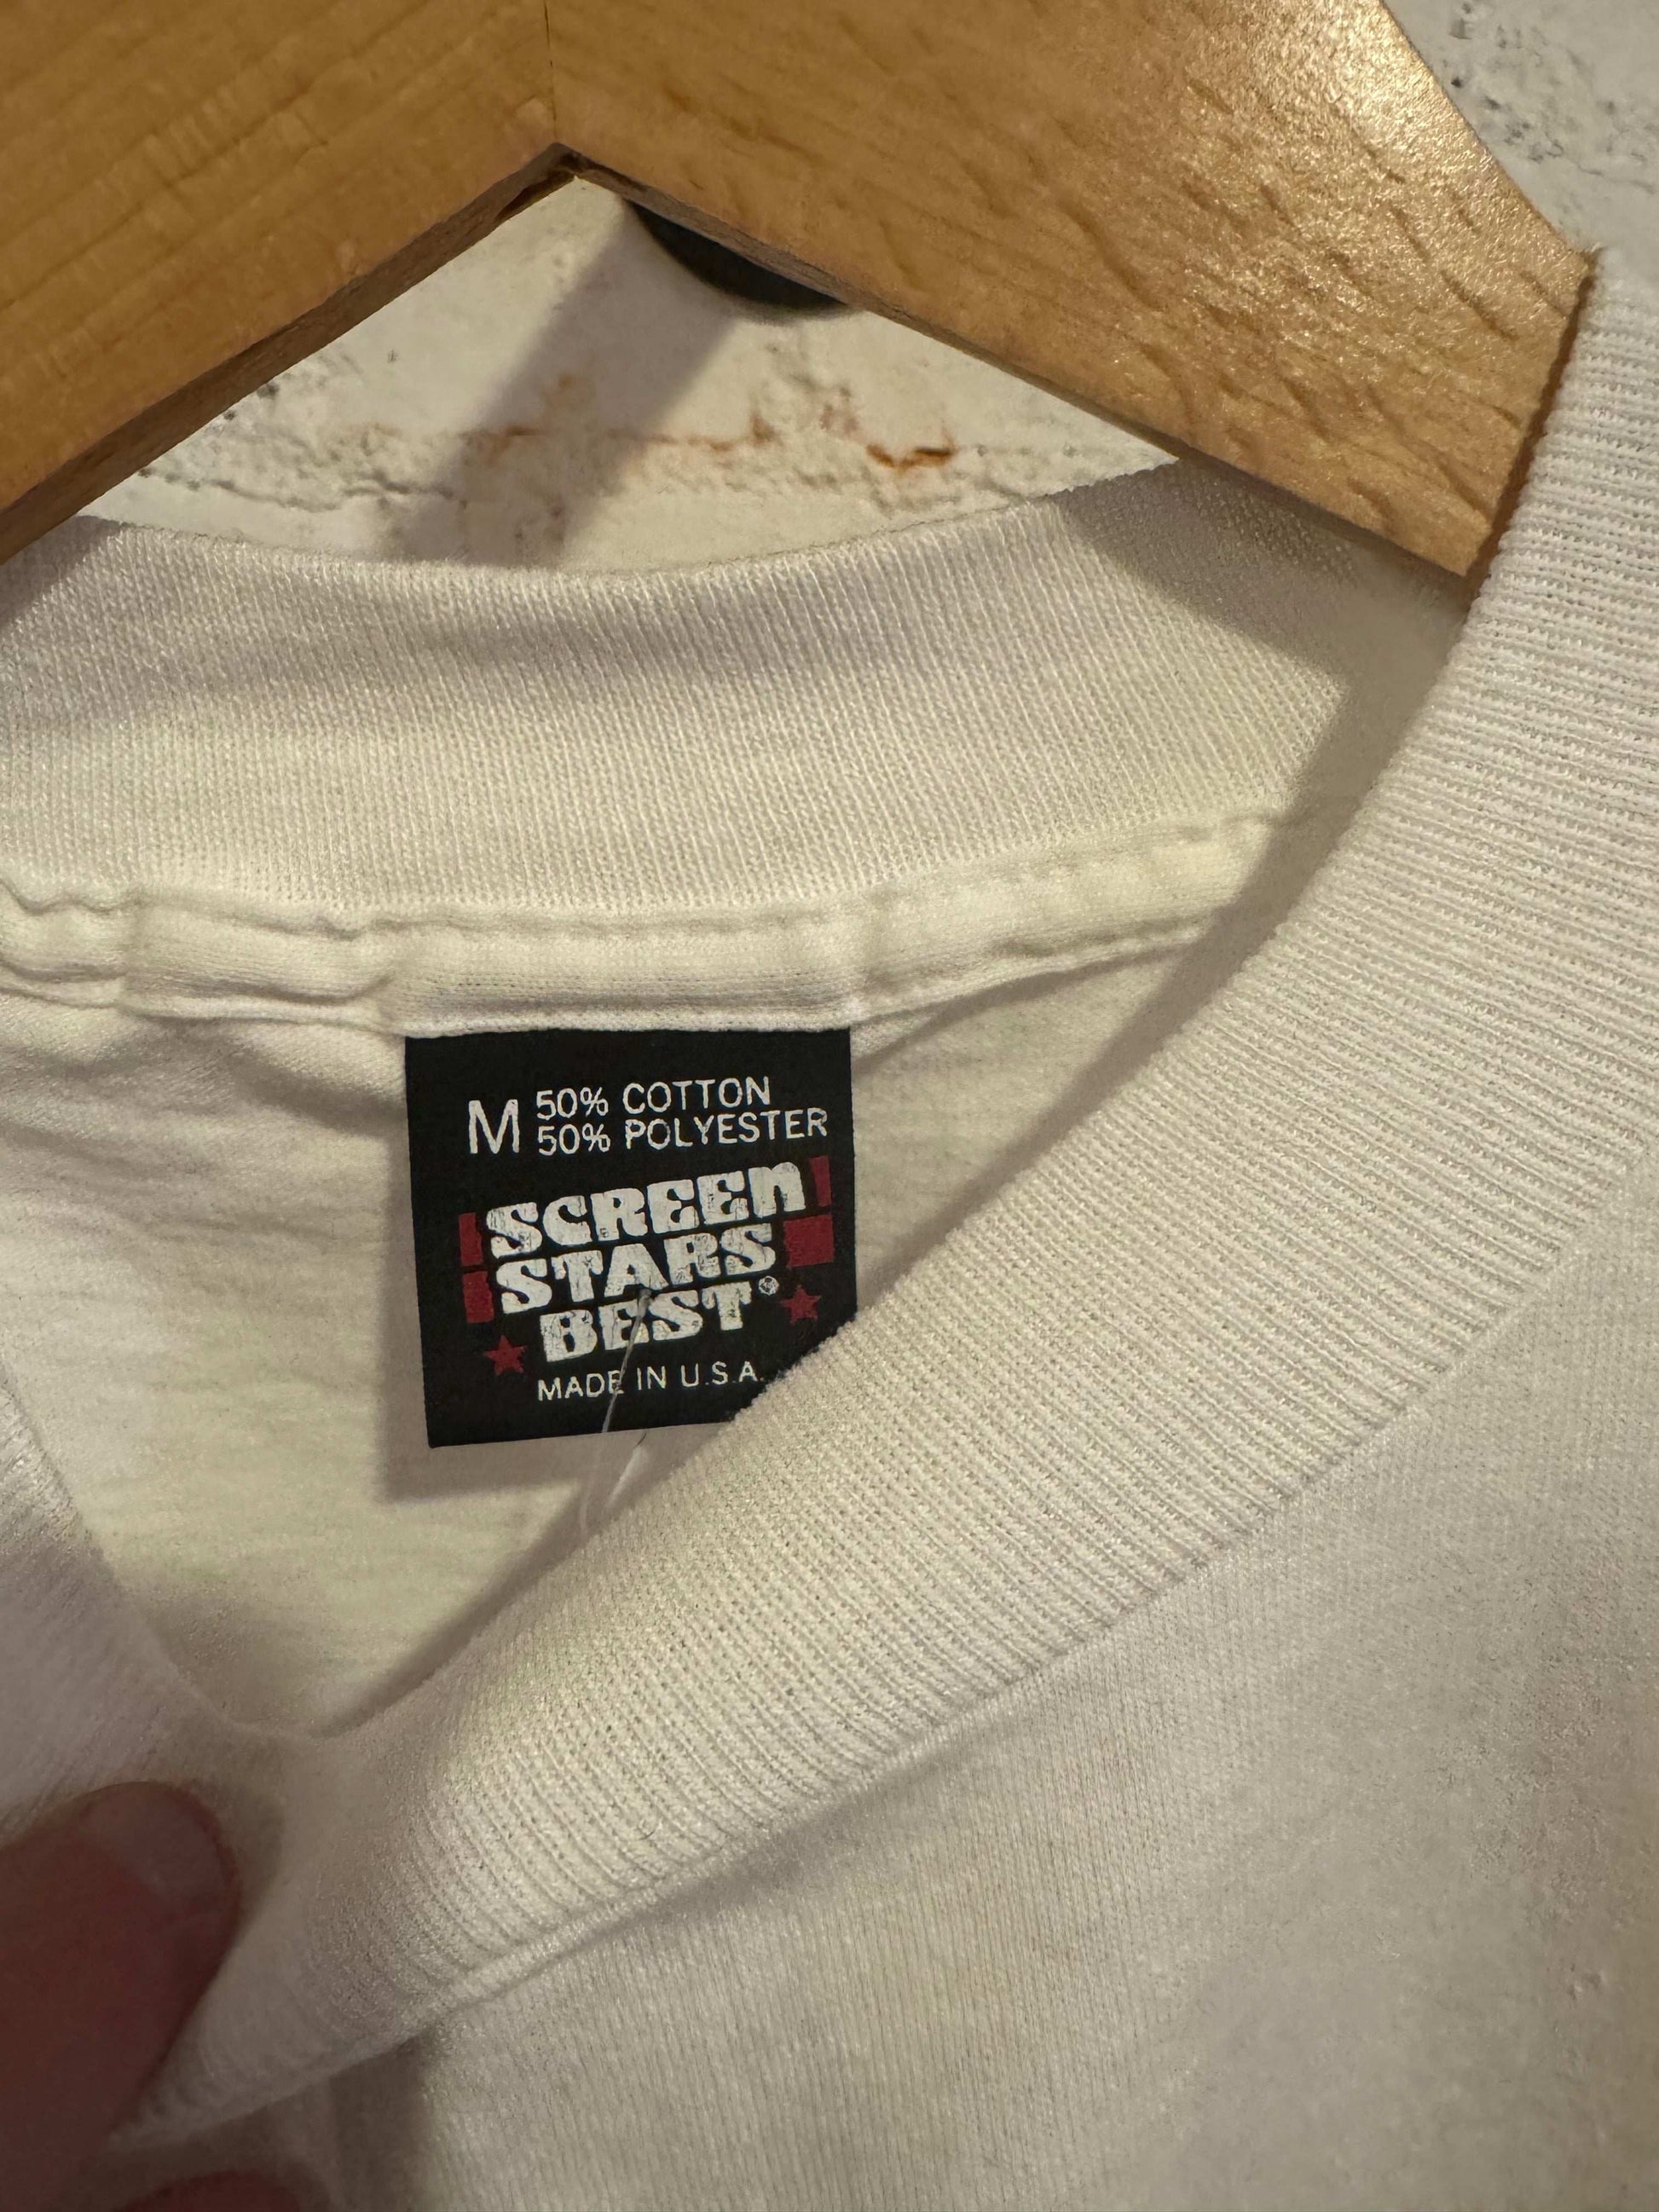 M 50% COTTON
50% POLYESTER
SCREEN
STARS
BEST®
MADE IN U.S.A.